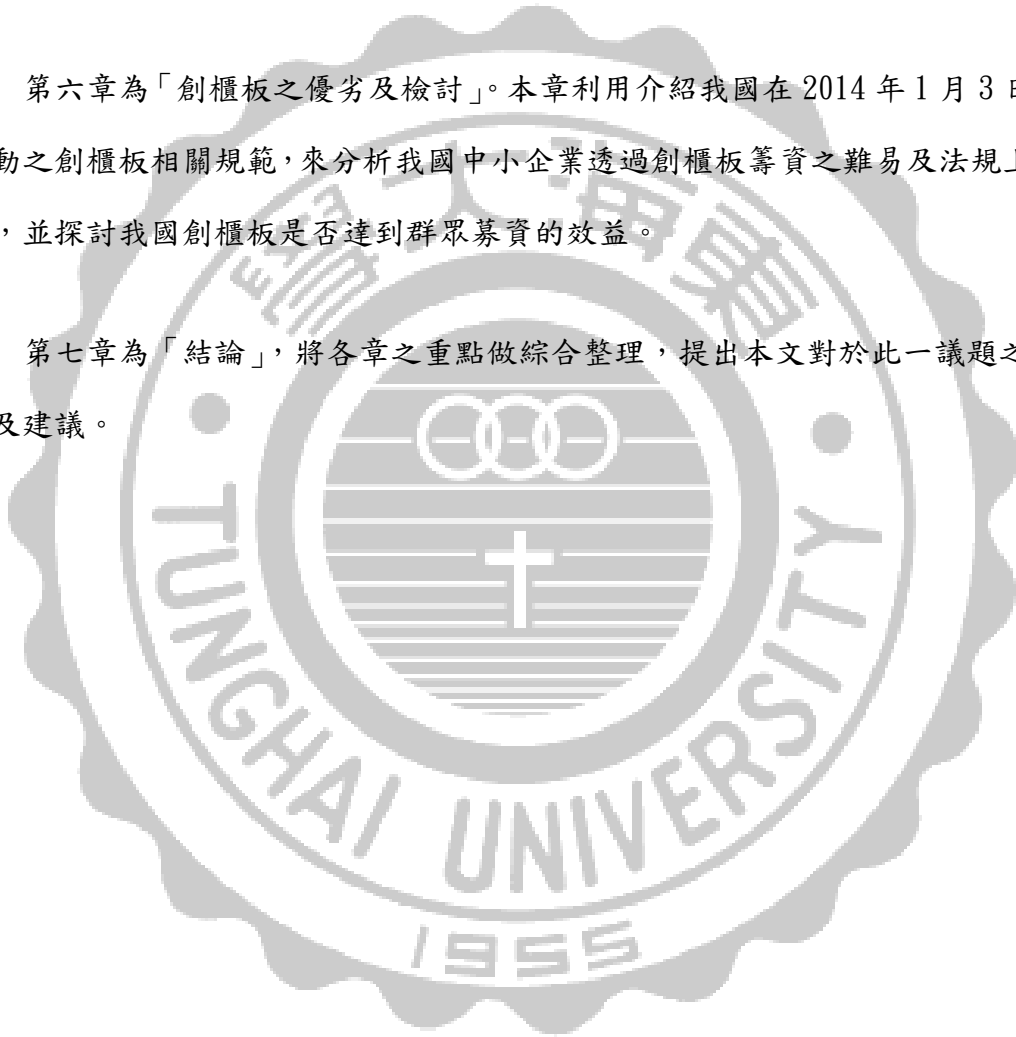 第六章為「創櫃板之優劣及檢討」。本章利用介紹我國在 2014 年 1 月 3 日
動之創櫃板相關規範，來分析我國中小企業透過創櫃板籌資之難易及法規上
，並探討我國創櫃板是否達到群眾募資的效益。
第七章為「結論」，將各章之重點做綜合整理，提出本文對於此一議題之
及建議。
東海大學
TUNGHAI UNIVERSITY
1955